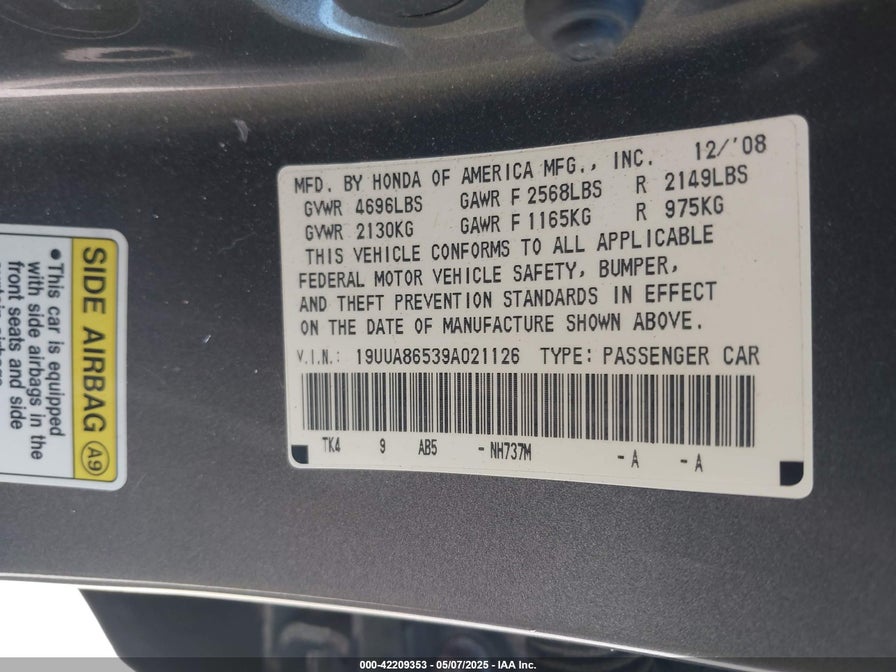 MFD. BY HONDA OF AMERICA MFG., INC. 12/'08
GVWR 4696LBS GAWR F 2568LBS R 2149LBS
GVWR 2130KG GAWR F 1165KG R 975KG
THIS VEHICLE CONFORMS TO ALL APPLICABLE
FEDERAL MOTOR VEHICLE SAFETY, BUMPER,
AND THEFT PREVENTION STANDARDS IN EFFECT
ON THE DATE OF MANUFACTURE SHOWN ABOVE.
V.I.N.: 19UUA86539A021126 TYPE: PASSENGER CAR
TK4 9 AB5 -NH737M -A -A
SIDE AIRBAG A9
•This car is equipped
with side airbags in the
front seats and side
000-42209353 - 05/07/2025 - IAA Inc.